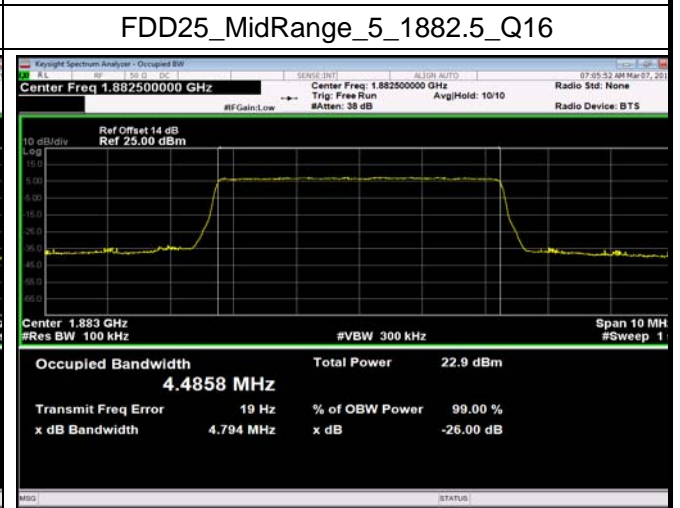 FDD25_MidRange_5_1882.5_Q16
Keysight Spectrum Analyzer - Occupied BW
RL RF 50 Ω DC SENSE:INT ALIGN AUTO 07:05:52 AM Mar 07, 201
Center Freq 1.882500000 GHz Center Freq: 1.882500000 GHz Radio Std: None
Trig: Free Run Avg|Hold: 10/10
#IFGain:Low #Atten: 38 dB Radio Device: BTS
Ref Offset 14 dB
10 dB/div Ref 25.00 dBm
Log
15.0
5.00
-5.00
-15.0
-25.0
-35.0
-45.0
-55.0
-65.0
Center 1.883 GHz Span 10 MH
#Res BW 100 kHz #VBW 300 kHz #Sweep 1
Occupied Bandwidth Total Power 22.9 dBm
4.4858 MHz
Transmit Freq Error 19 Hz % of OBW Power 99.00 %
x dB Bandwidth 4.794 MHz x dB -26.00 dB
MSG STATUS